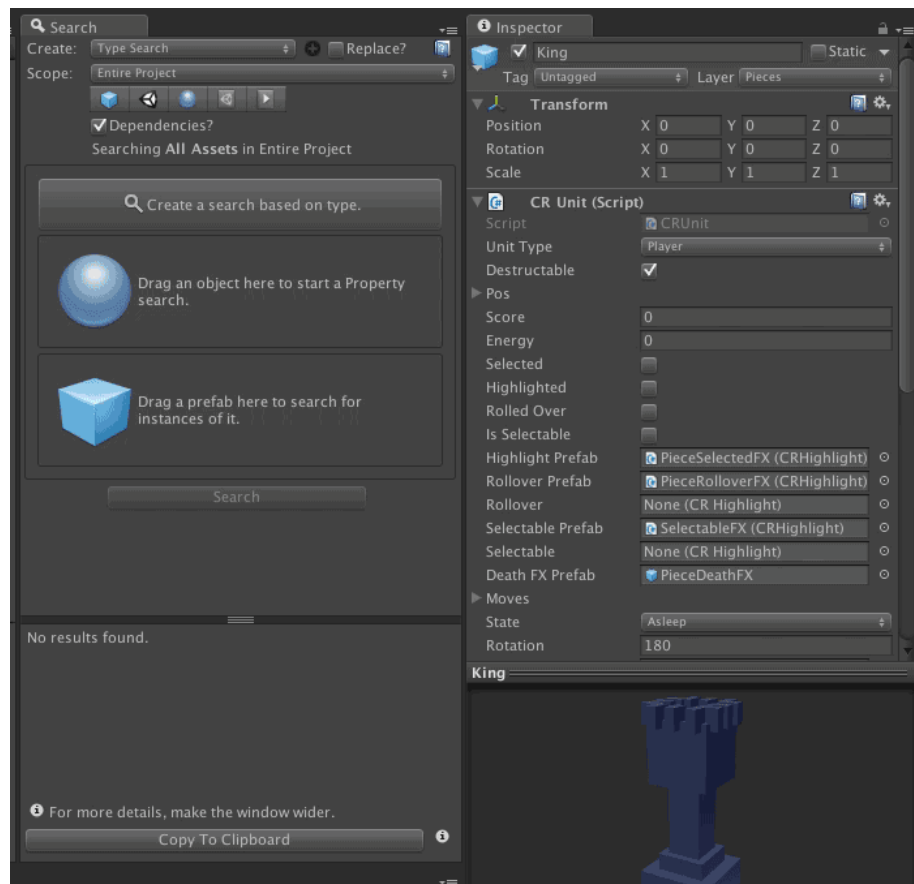 Search
Create: Type Search Replace?
Scope: Entire Project
Dependencies?
Searching All Assets in Entire Project
Create a search based on type.
Drag an object here to start a Property
search.
Drag a prefab here to search for
instances of it.
Search
No results found.
For more details, make the window wider.
Copy To Clipboard
Inspector
King Static
Tag Untagged Layer Pieces
Transform
Position X 0 Y 0 Z 0
Rotation X 0 Y 0 Z 0
Scale X 1 Y 1 Z 1
CR Unit (Script)
Script CRUnit
Unit Type Player
Destructable
Pos
Score 0
Energy 0
Selected
Highlighted
Rolled Over
Is Selectable
Highlight Prefab PieceSelectedFX (CRHighlight)
Rollover Prefab PieceRolloverFX (CRHighlight)
Rollover None (CR Highlight)
Selectable Prefab SelectableFX (CRHighlight)
Selectable None (CR Highlight)
Death FX Prefab PieceDeathFX
Moves
State Asleep
Rotation 180
King